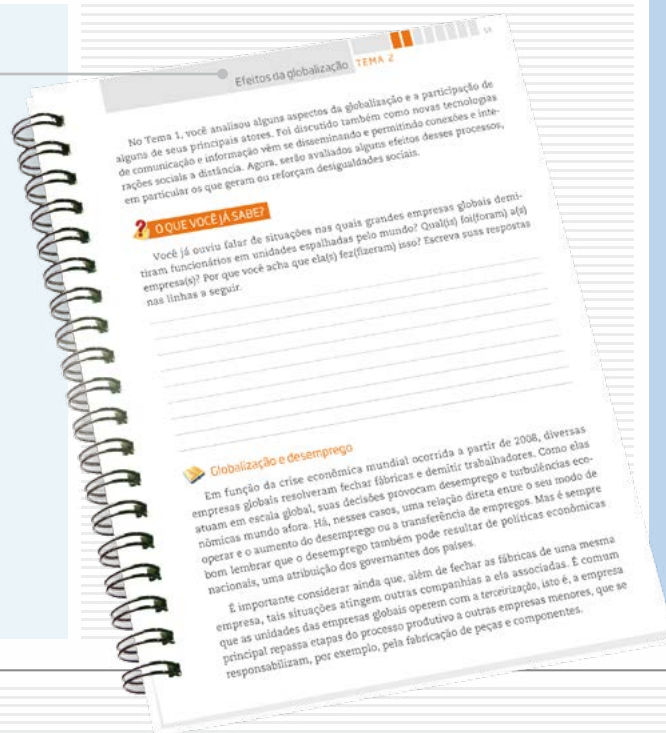 59
Efeitos da globalização TEMA 2
No Tema 1, você analisou alguns aspectos da globalização e a participação de
alguns de seus principais atores. Foi discutido também como novas tecnologias
de comunicação e informação vêm se disseminando e permitindo conexões e inte-
rações sociais a distância. Agora, serão avaliados alguns efeitos desses processos,
em particular os que geram ou reforçam desigualdades sociais.
? O QUE VOCÊ JÁ SABE?
Você já ouviu falar de situações nas quais grandes empresas globais demi-
tiram funcionários em unidades espalhadas pelo mundo? Qual(is) foi(foram) a(s)
empresa(s)? Por que você acha que ela(s) fez(fizeram) isso? Escreva suas respostas
nas linhas a seguir.
Globalização e desemprego
Em função da crise econômica mundial ocorrida a partir de 2008, diversas
empresas globais resolveram fechar fábricas e demitir trabalhadores. Como elas
atuam em escala global, suas decisões provocam desemprego e turbulências eco-
nômicas mundo afora. Há, nesses casos, uma relação direta entre o seu modo de
operar e o aumento do desemprego ou a transferência de empregos. Mas é sempre
bom lembrar que o desemprego também pode resultar de políticas econômicas
nacionais, uma atribuição dos governantes dos países.
É importante considerar ainda que, além de fechar as fábricas de uma mesma
empresa, tais situações atingem outras companhias a ela associadas. É comum
que as unidades das empresas globais operem com a terceirização, isto é, a empresa
principal repassa etapas do processo produtivo a outras empresas menores, que se
responsabilizam, por exemplo, pela fabricação de peças e componentes.